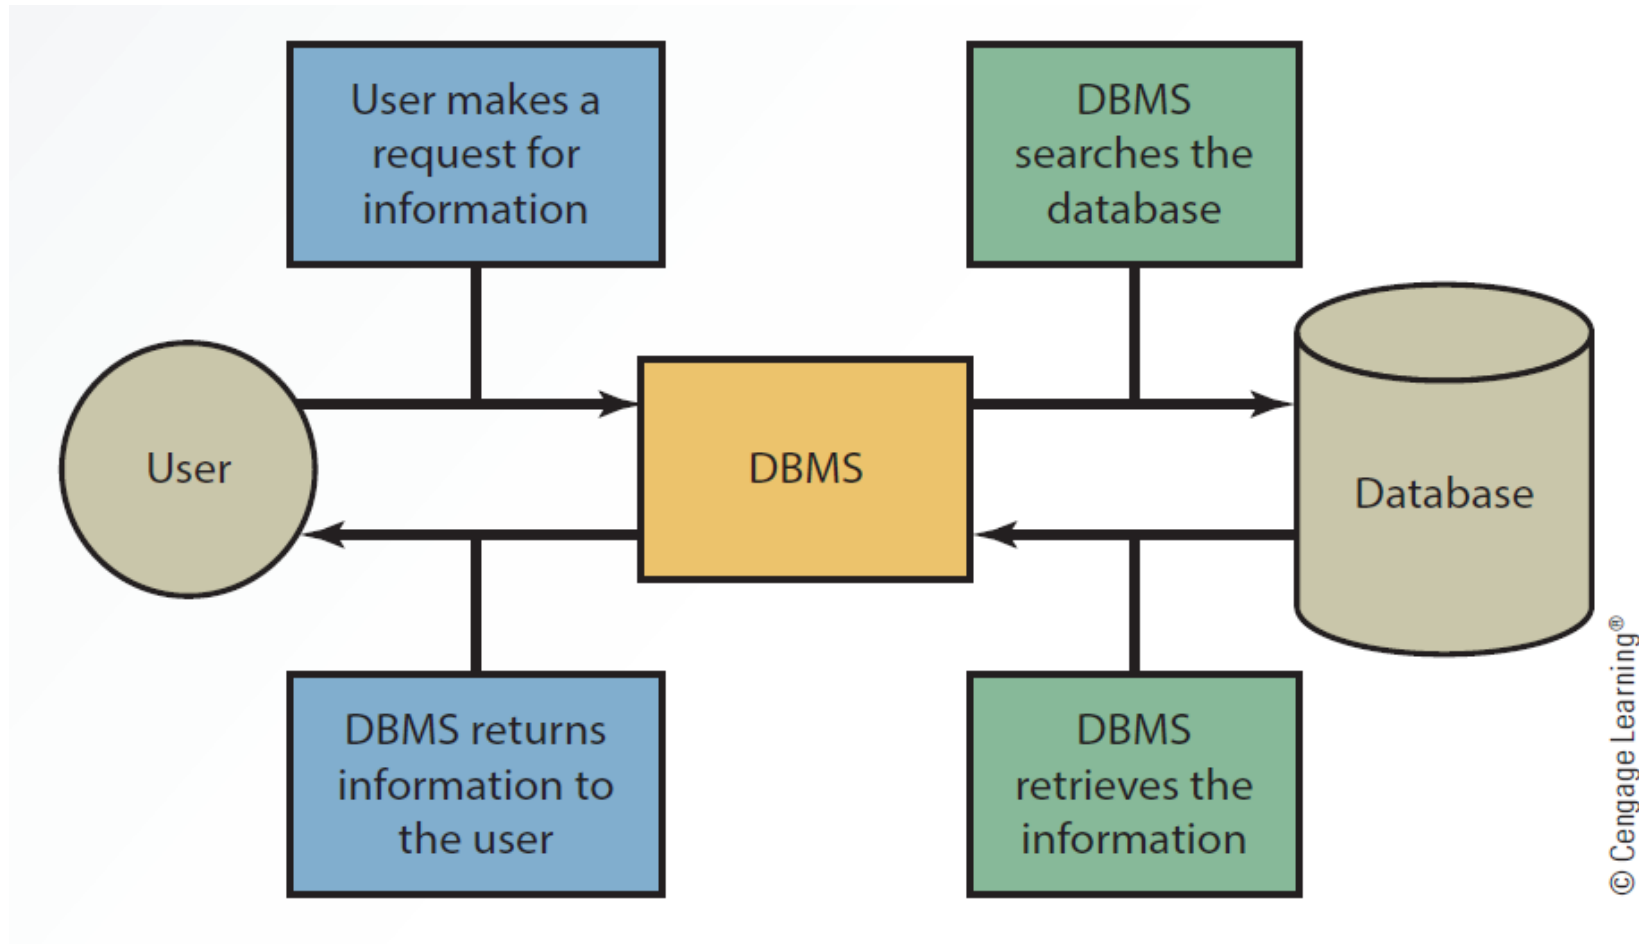 User makes a
request for
information
DBMS
searches the
database
User
DBMS
Database
DBMS returns
information to
the user
DBMS
retrieves the
information
© Cengage Learning®